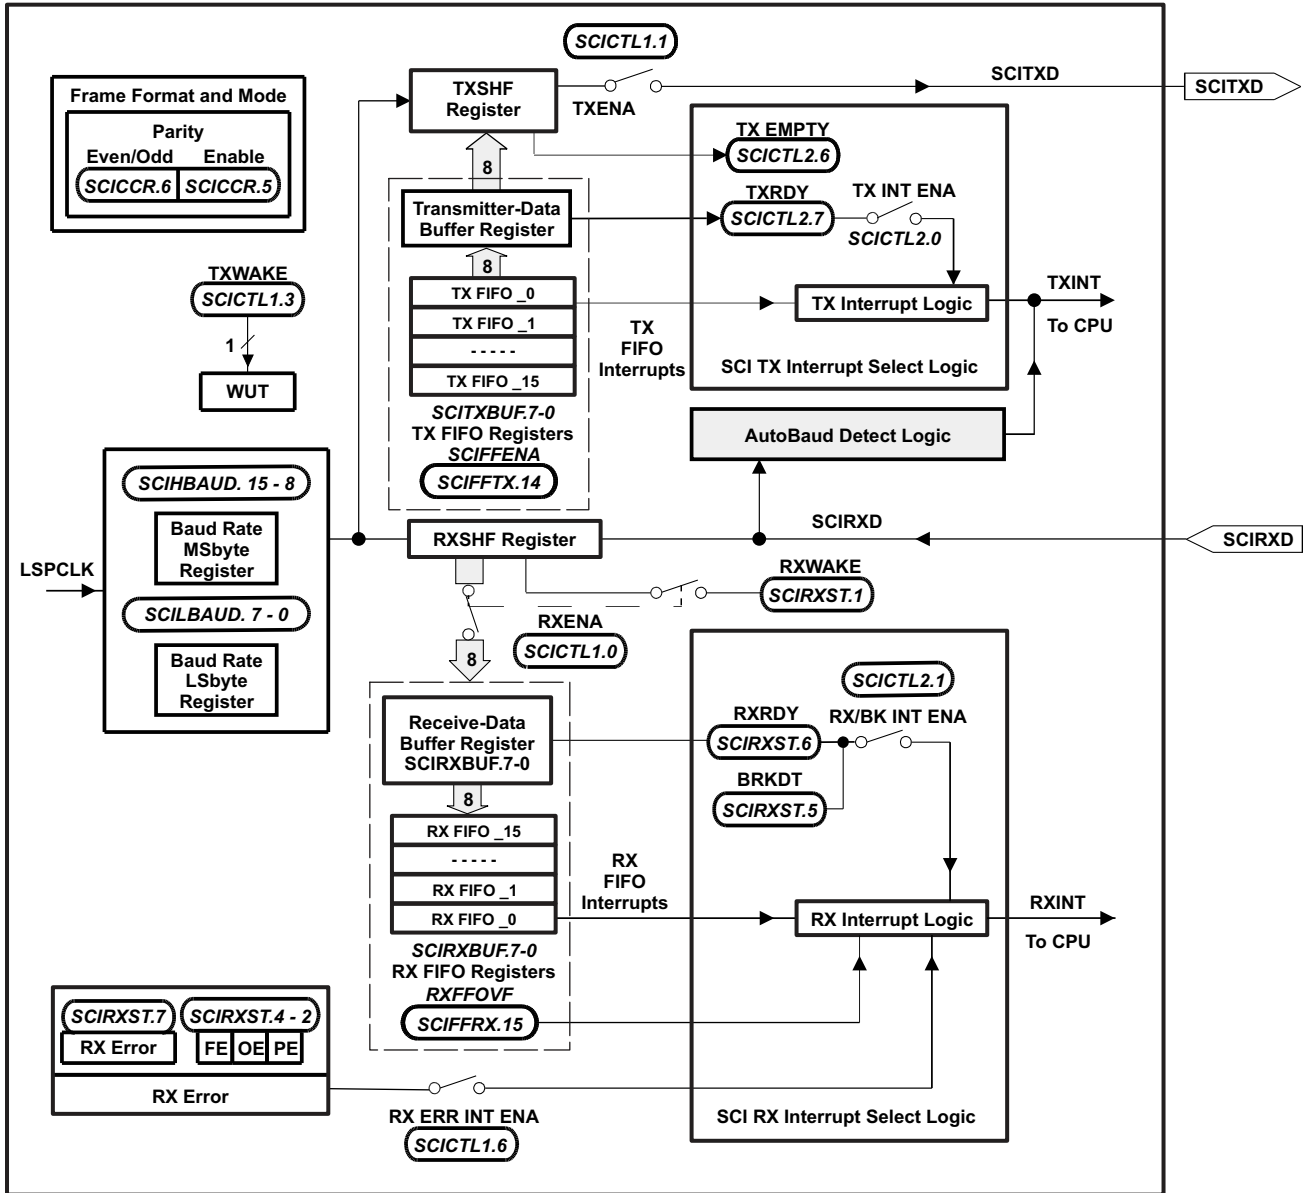 SCICTL1.1
Frame Format and Mode
Parity
Even/Odd Enable
SCICCR.6 SCICCR.5
TXSHF
Register
TXENA
SCITXD
SCITXD
8
TX EMPTY
SCICTL2.6
Transmitter-Data
Buffer Register
TXRDY
SCICTL2.7
TX INT ENA
SCICTL2.0
8
TXWAKE
SCICTL1.3
1
WUT
TX FIFO _0
TX FIFO _1
- - - - -
TX FIFO _15
TX
FIFO
Interrupts
TX Interrupt Logic
TXINT
To CPU
SCI TX Interrupt Select Logic
SCITXBUF.7-0
TX FIFO Registers
SCIFFENA
SCIFFTX.14
AutoBaud Detect Logic
LSPCLK
SCIHBAUD. 15 - 8
Baud Rate
MSbyte
Register
SCILBAUD. 7 - 0
Baud Rate
LSbyte
Register
RXSHF Register
SCIRXD
SCIRXD
RXWAKE
SCIRXST.1
RXENA
SCICTL1.0
8
Receive-Data
Buffer Register
SCIRXBUF.7-0
8
SCICTL2.1
RXRDY
SCIRXST.6
RX/BK INT ENA
BRKDT
SCIRXST.5
RX FIFO _15
- - - - -
RX FIFO _1
RX FIFO _0
RX
FIFO
Interrupts
RX Interrupt Logic
RXINT
To CPU
SCIRXBUF.7-0
RX FIFO Registers
RXFFOVF
SCIFFRX.15
SCIRXST.7 SCIRXST.4 - 2
RX Error FE OE PE
RX Error
RX ERR INT ENA
SCICTL1.6
SCI RX Interrupt Select Logic